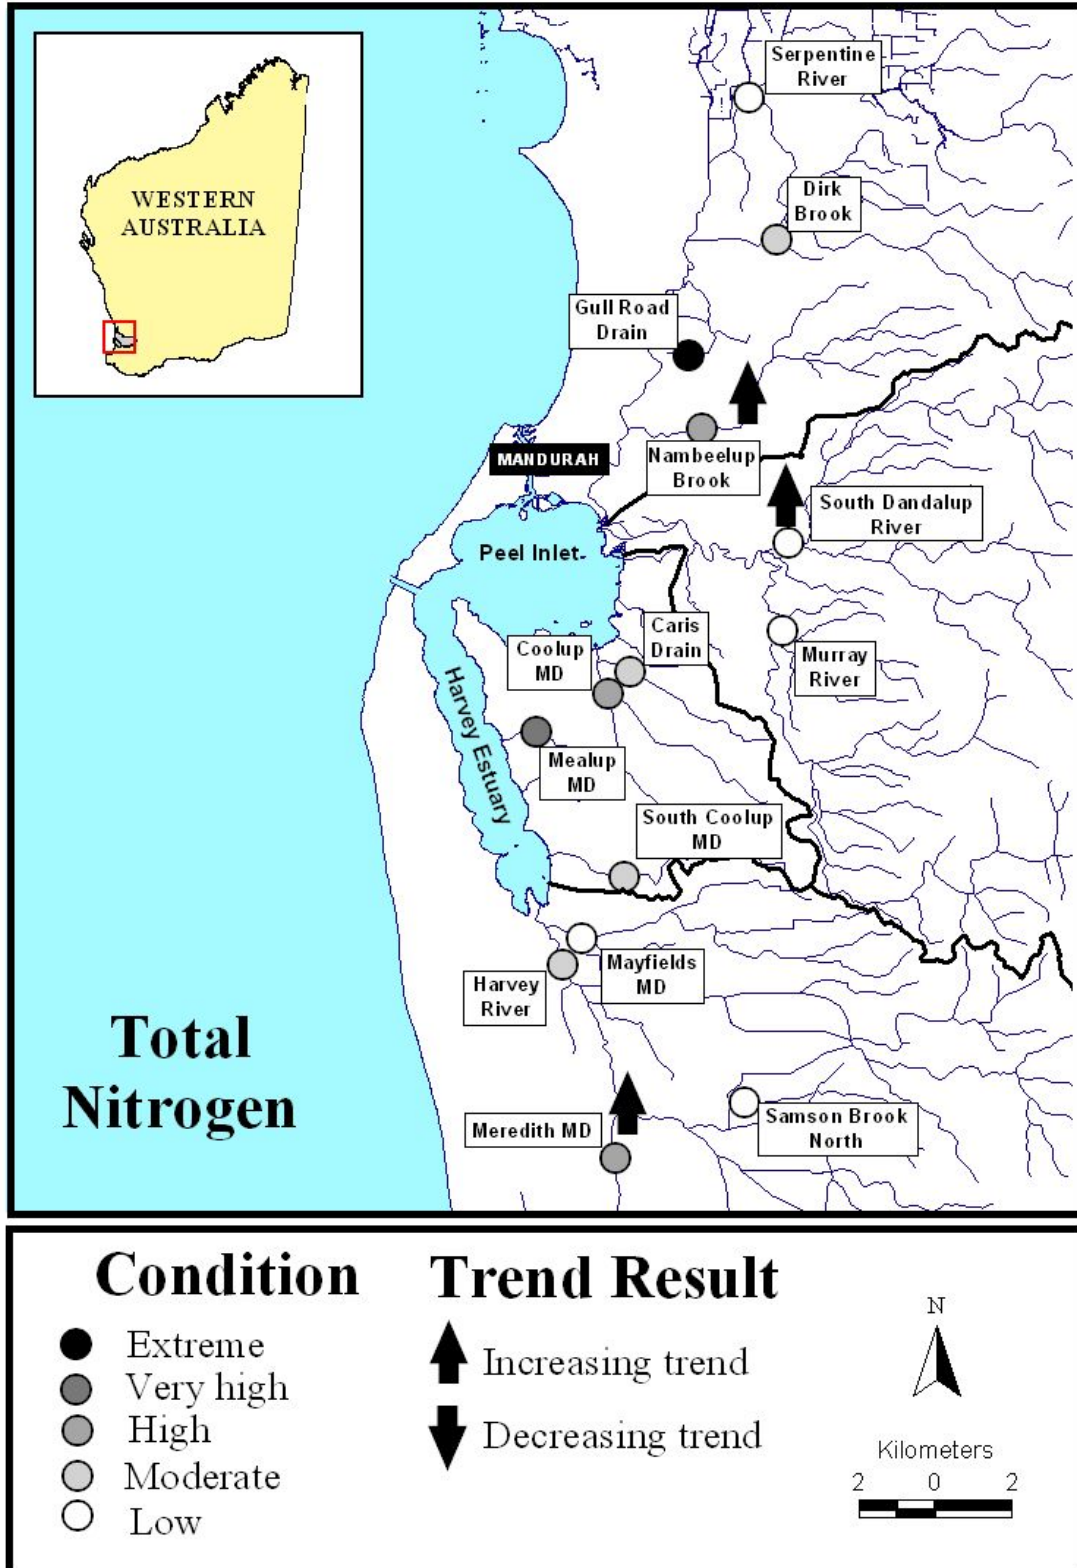 WESTERN
AUSTRALIA
Serpentine
River
Dirk
Brook
Gull Road
Drain
MANDURAH
Nambeelup
Brook
South Dandalup
River
Peel Inlet
Caris
Drain
Coolup
MD
Murray
River
Harvey Estuary
Mealup
MD
South Coolup
MD
Mayfields
MD
Harvey
River
Total
Nitrogen
Meredith MD
Samson Brook
North
Condition
Extreme
Very high
High
Moderate
Low
Trend Result
Increasing trend
Decreasing trend
N
Kilometers
2 0 2